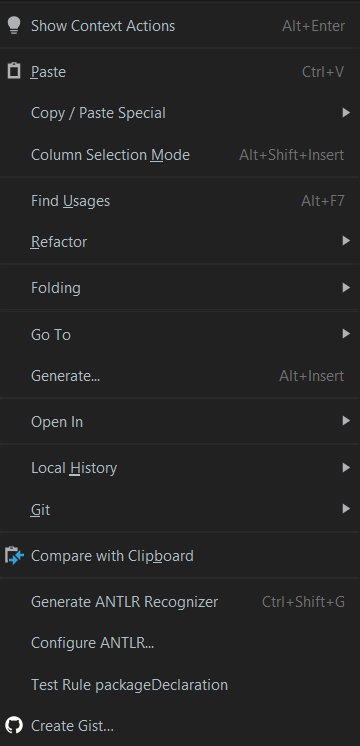 Show Context Actions Alt+Enter
Paste Ctrl+V
Copy / Paste Special
Column Selection Mode Alt+Shift+Insert
Find Usages Alt+F7
Refactor
Folding
Go To
Generate... Alt+Insert
Open In
Local History
Git
Compare with Clipboard
Generate ANTLR Recognizer Ctrl+Shift+G
Configure ANTLR...
Test Rule packageDeclaration
Create Gist...